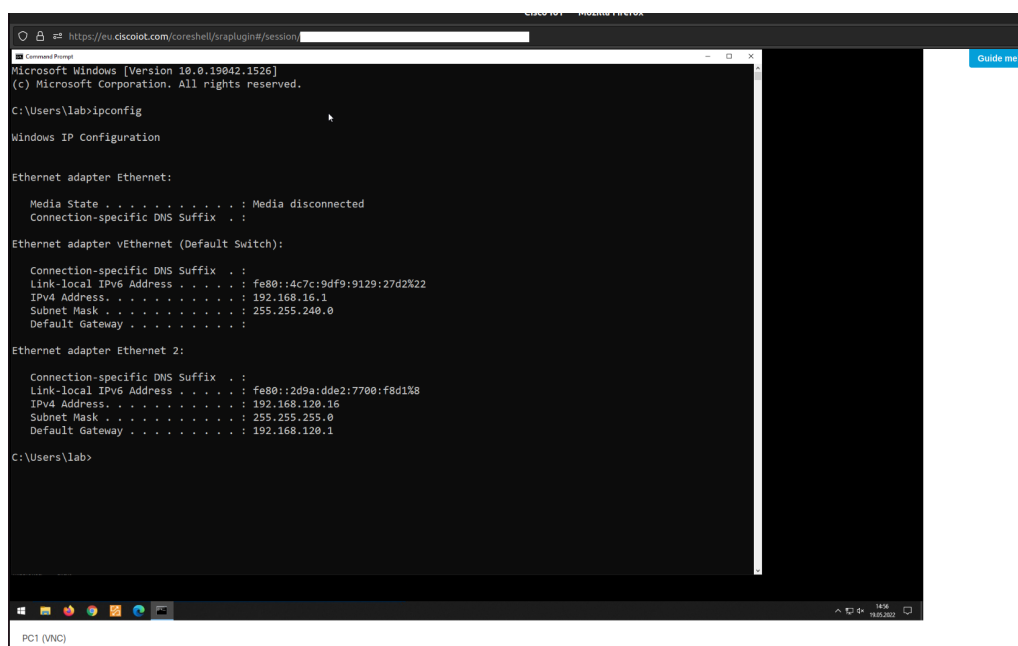 Cisco IoT — Mozilla Firefox
https://eu.ciscoiot.com/coreshell/sraplugin#/session/
Command Prompt
Guide me
Microsoft Windows [Version 10.0.19042.1526]
(c) Microsoft Corporation. All rights reserved.
C:\Users\lab>ipconfig
Windows IP Configuration
Ethernet adapter Ethernet:
Media State . . . . . . . . . . . : Media disconnected
Connection-specific DNS Suffix . :
Ethernet adapter vEthernet (Default Switch):
Connection-specific DNS Suffix . :
Link-local IPv6 Address . . . . . : fe80::4c7c:9df9:9129:27d2%22
IPv4 Address. . . . . . . . . . . : 192.168.16.1
Subnet Mask . . . . . . . . . . . : 255.255.240.0
Default Gateway . . . . . . . . . :
Ethernet adapter Ethernet 2:
Connection-specific DNS Suffix . :
Link-local IPv6 Address . . . . . : fe80::2d9a:dde2:7700:f8d1%8
IPv4 Address. . . . . . . . . . . : 192.168.120.16
Subnet Mask . . . . . . . . . . . : 255.255.255.0
Default Gateway . . . . . . . . . : 192.168.120.1
C:\Users\lab>
14:56
19.05.2022
PC1 (VNC)